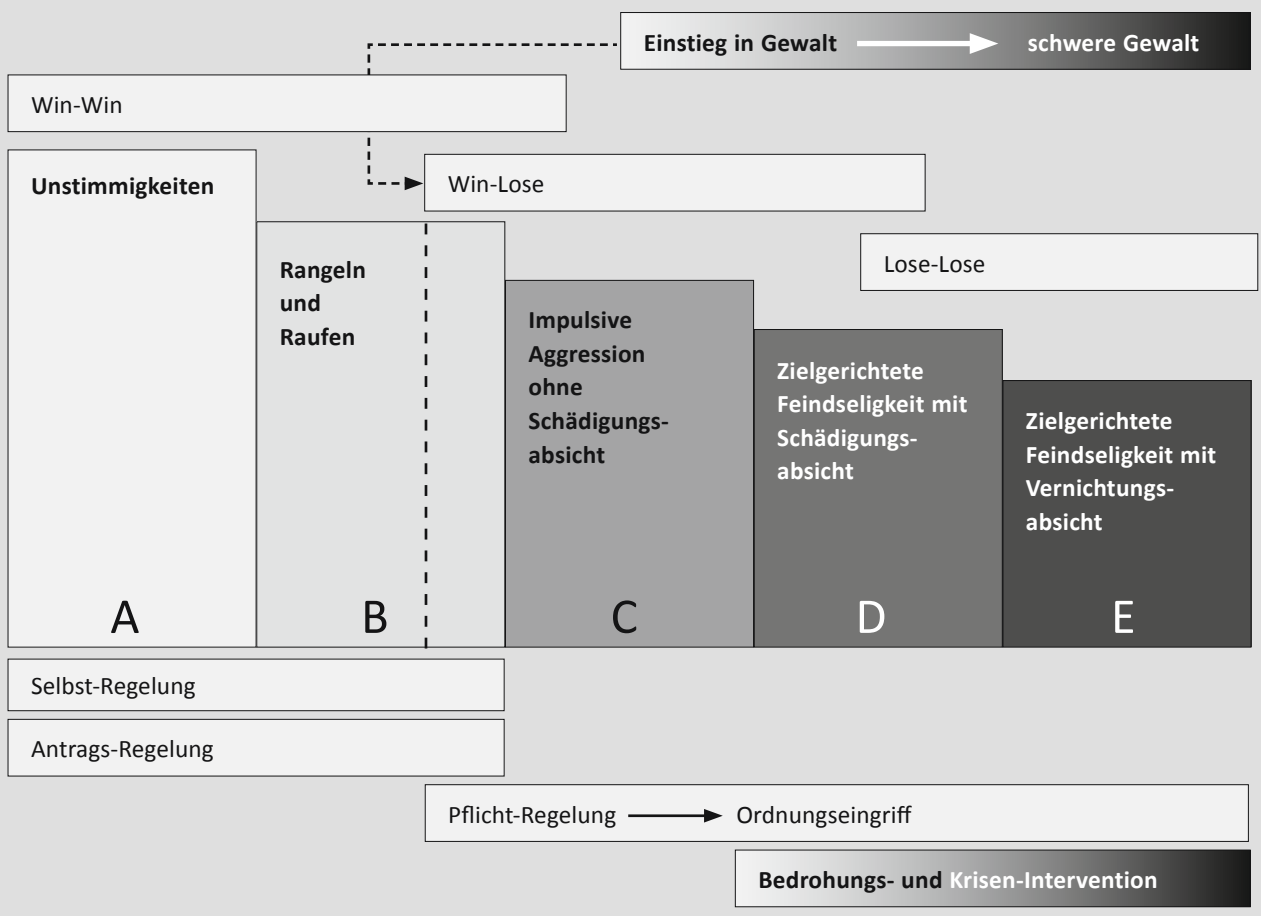 Einstieg in Gewalt schwere Gewalt
Win-Win
Unstimmigkeiten
Win-Lose
Rangeln
und
Raufen
Lose-Lose
Impulsive
Aggression
ohne
Schädigungs-
absicht
Zielgerichtete
Feindseligkeit mit
Schädigungs-
absicht
Zielgerichtete
Feindseligkeit mit
Vernichtungs-
absicht
A B C D E
Selbst-Regelung
Antrags-Regelung
Pflicht-Regelung Ordnungseingriff
Bedrohungs- und Krisen-Intervention